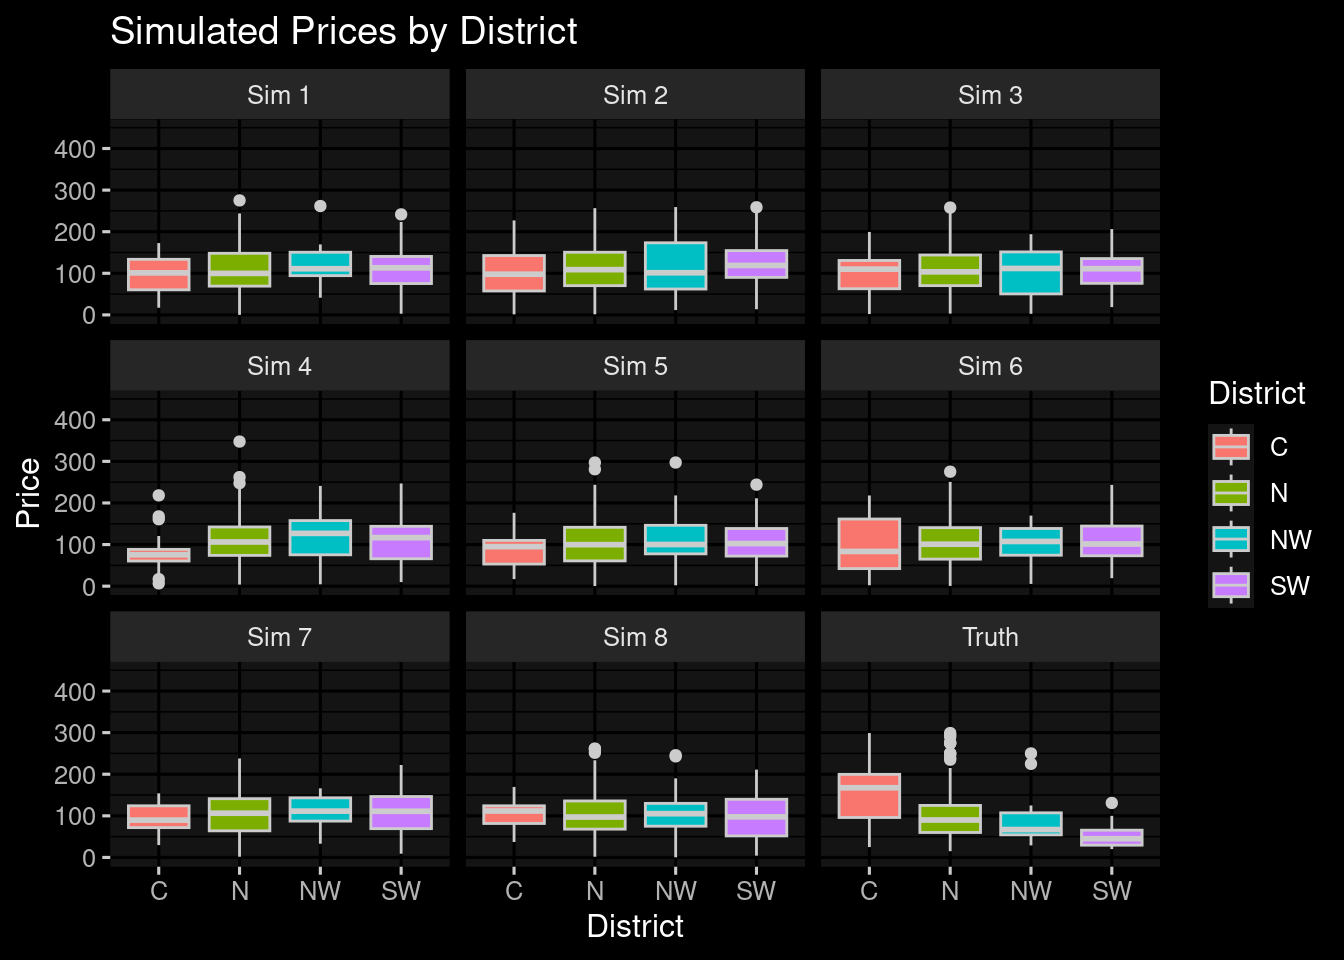 Simulated Prices by District
Sim 1
Sim 2
Sim 3
400
300
200
100
0
Sim 4
Sim 5
Sim 6
400
300
200
100
0
Sim 7
Sim 8
Truth
400
300
200
100
0
C N NW SW
C N NW SW
C N NW SW
District
Price
District
C
N
NW
SW